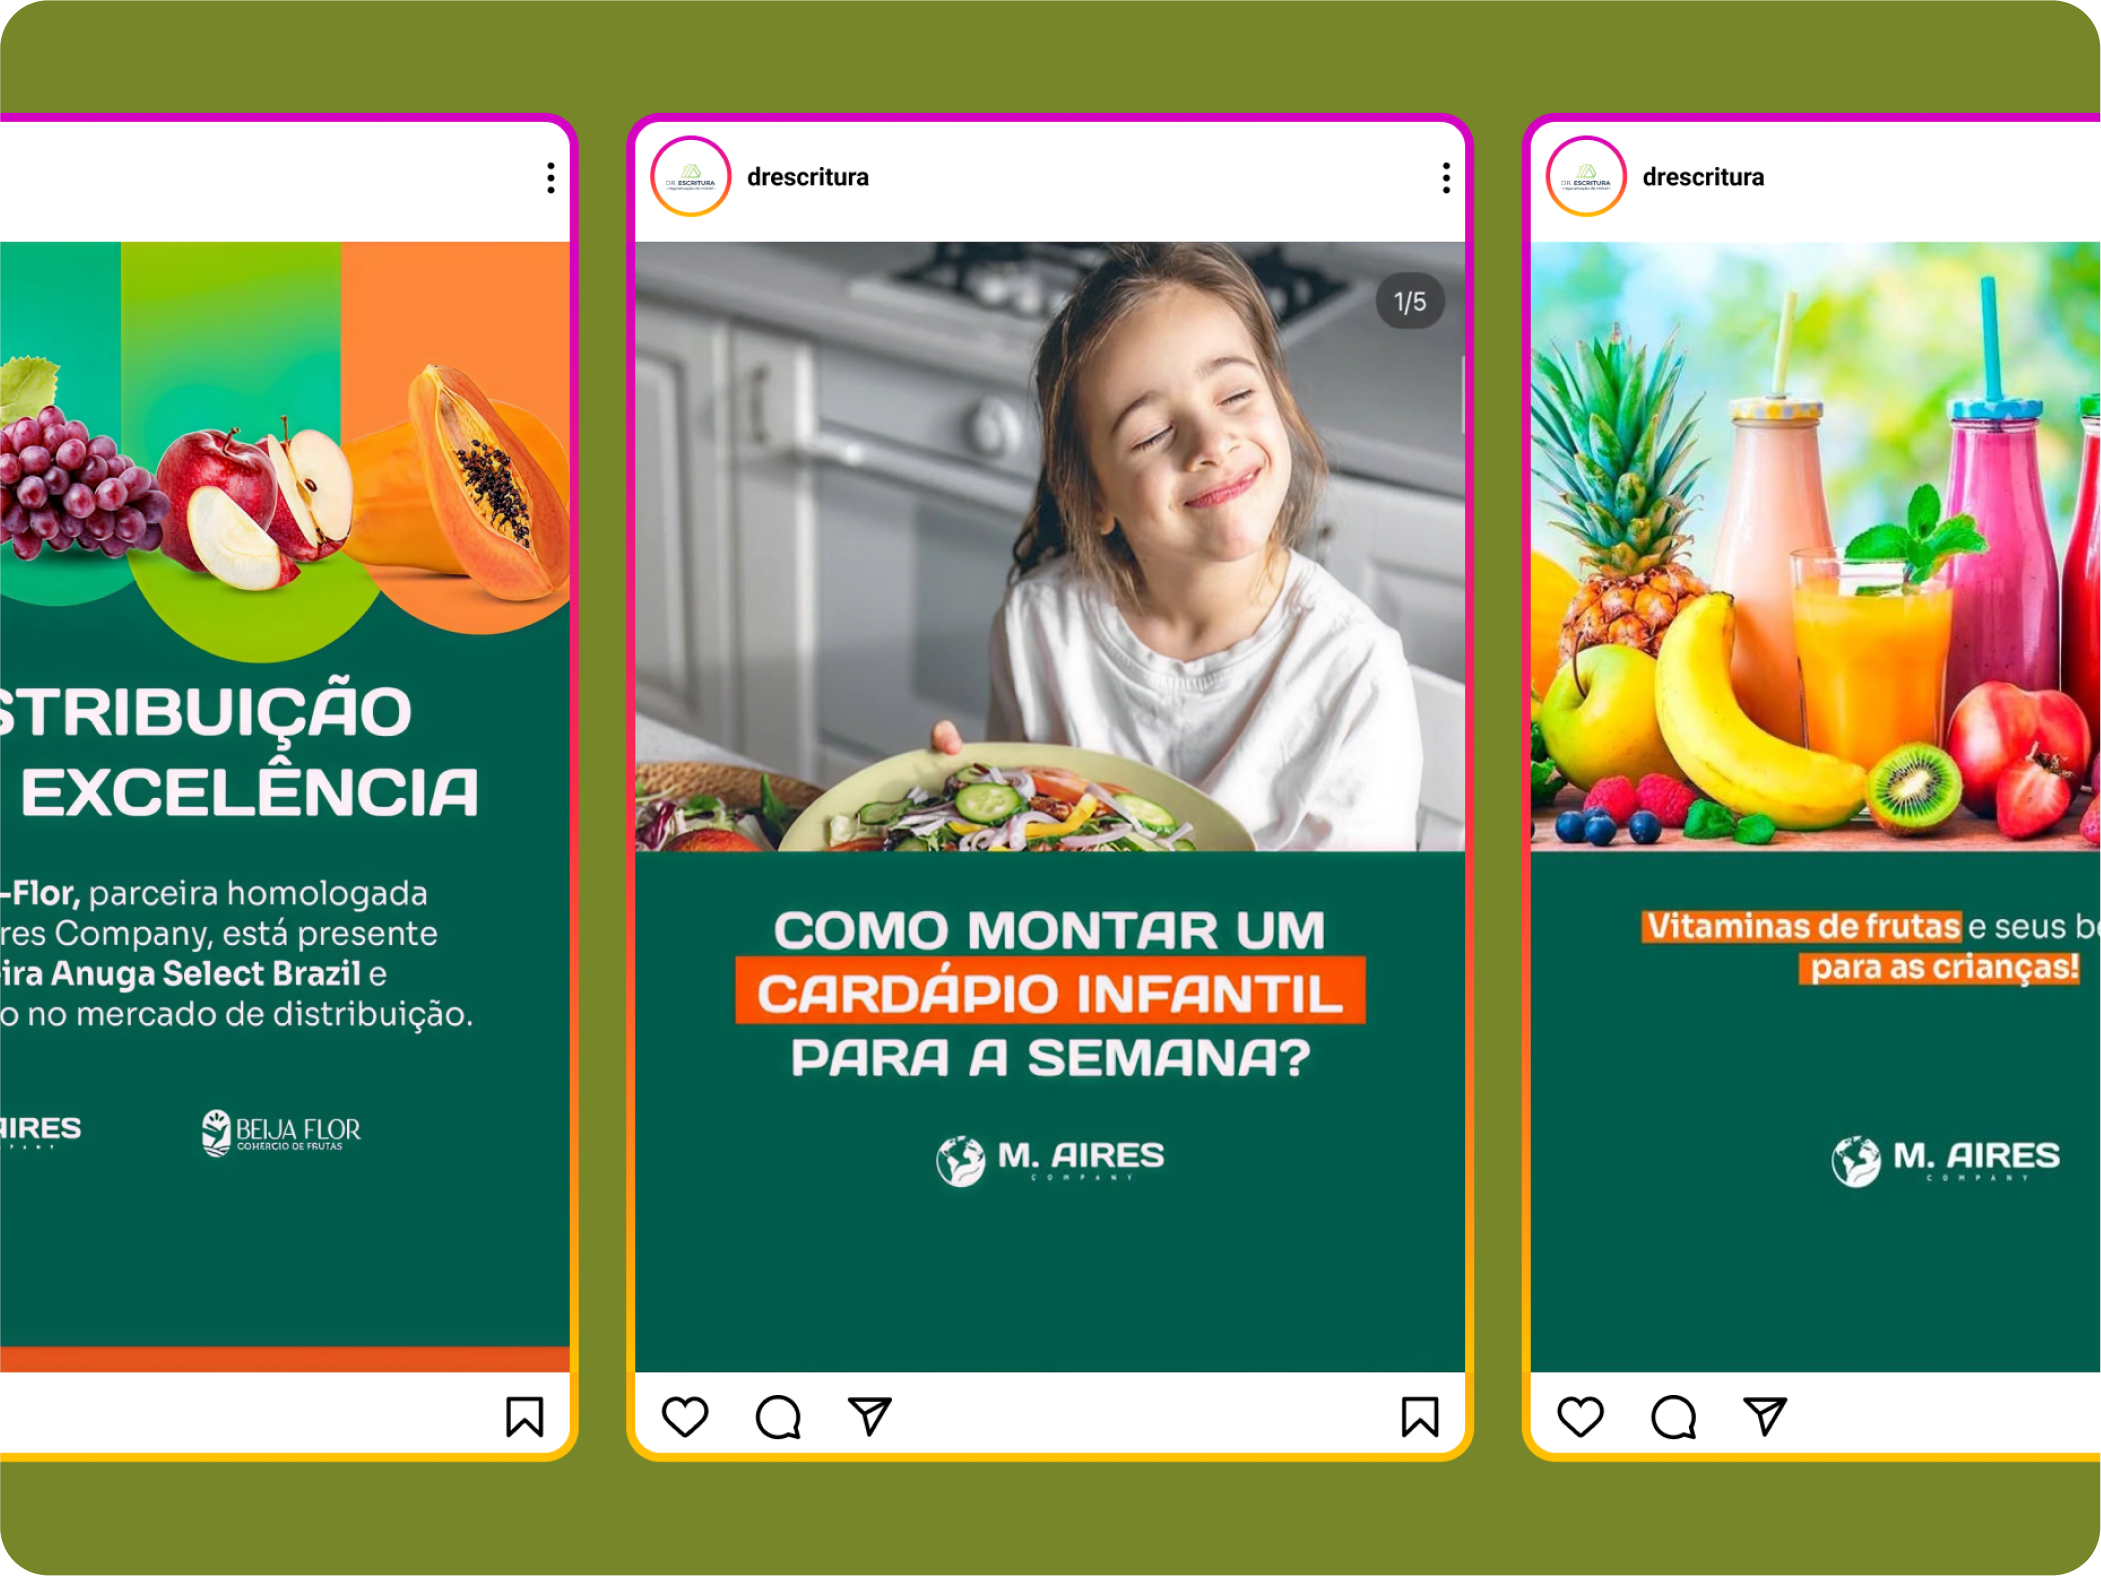 STRIBUIÇÃO
EXCELÊNCIA
-Flor, parceira homologada
res Company, está presente
ira Anuga Select Brazil e
o no mercado de distribuição.
AIRES
BEIJA FLOR
COMÉRCIO DE FRUTAS
DR. ESCRITURA
drescritura
1/5
COMO MONTAR UM
CARDÁPIO INFANTIL
PARA A SEMANA?
M. AIRES
COMPANY
DR. ESCRITURA
drescritura
Vitaminas de frutas e seus be
para as crianças!
M. AIRES
COMPANY